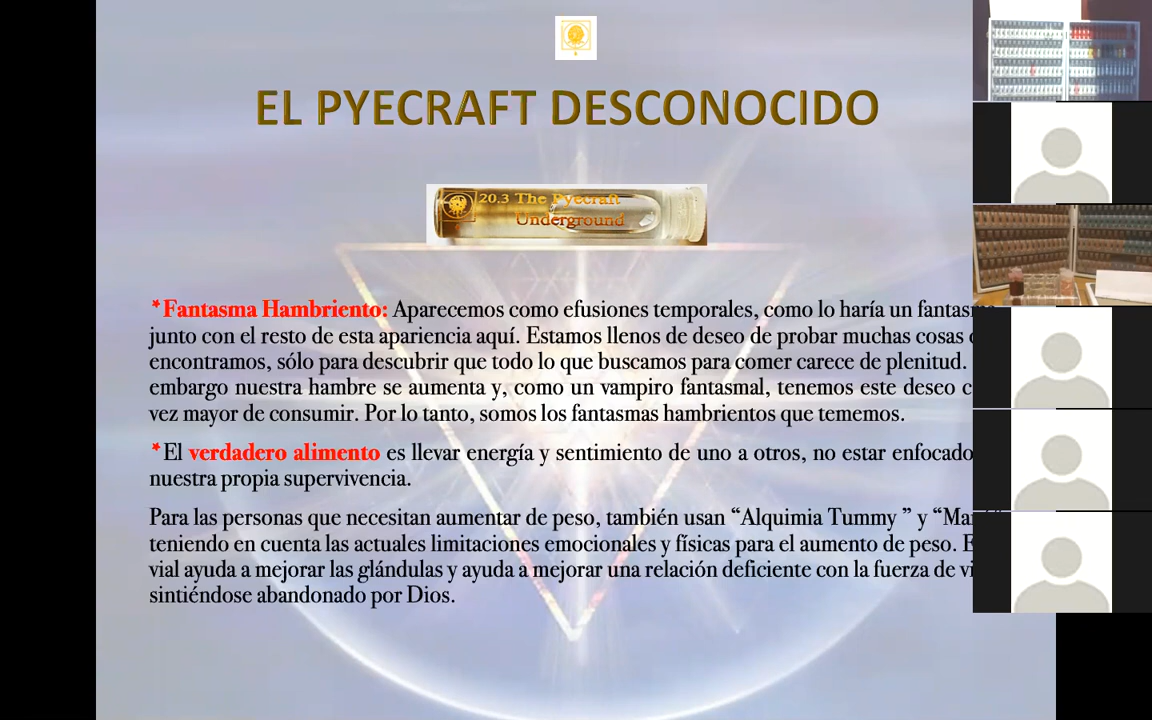 EL PYECRAFT DESCONOCIDO
20.3 The Pyecraft
Underground
*Fantasma Hambriento: Aparecemos como efusiones temporales, como lo haría un
junto con el resto de esta apariencia aquí. Estamos llenos de deseo de probar muchas cosas
encontramos, sólo para descubrir que todo lo que buscamos para comer carece de plenitud.
embargo nuestra hambre se aumenta y, como un vampiro fantasmal, tenemos este deseo
vez mayor de consumir. Por lo tanto, somos los fantasmas hambrientos que tememos.
*El verdadero alimento es llevar energía y sentimiento de uno a otros, no estar enfocado
nuestra propia supervivencia.
Para las personas que necesitan aumentar de peso, también usan “Alquimia Tummy ” y
teniendo en cuenta las actuales limitaciones emocionales y físicas para el aumento de peso.
vial ayuda a mejorar las glándulas y ayuda a mejorar una relación deficiente con la fuerza de
sintiéndose abandonado por Dios.